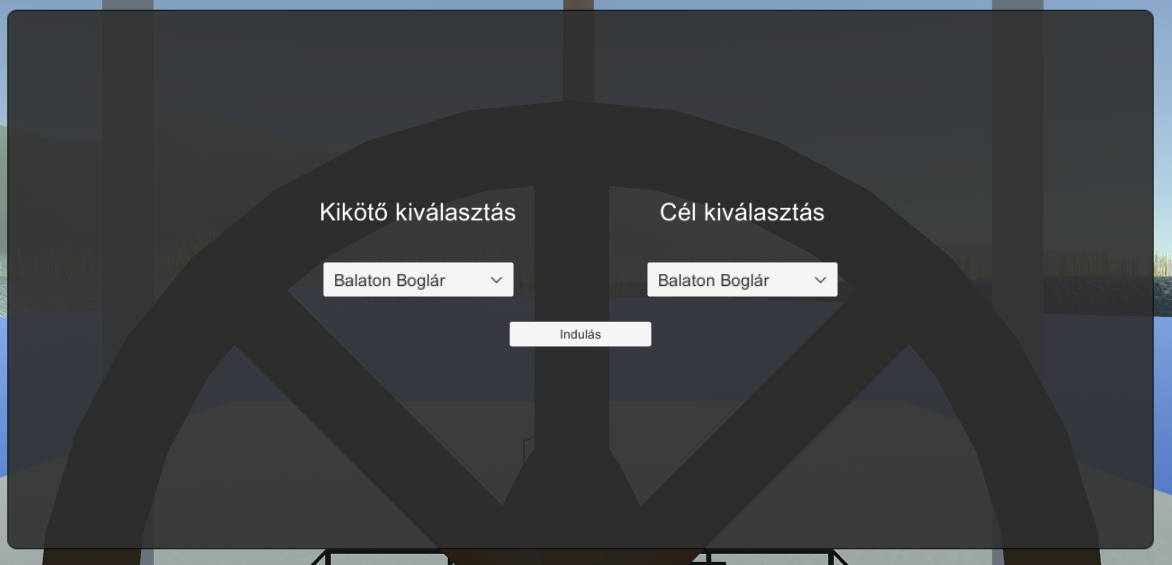 Kikötő kiválasztás
Cél kiválasztás
Balaton Boglár
Balaton Boglár
Indulás